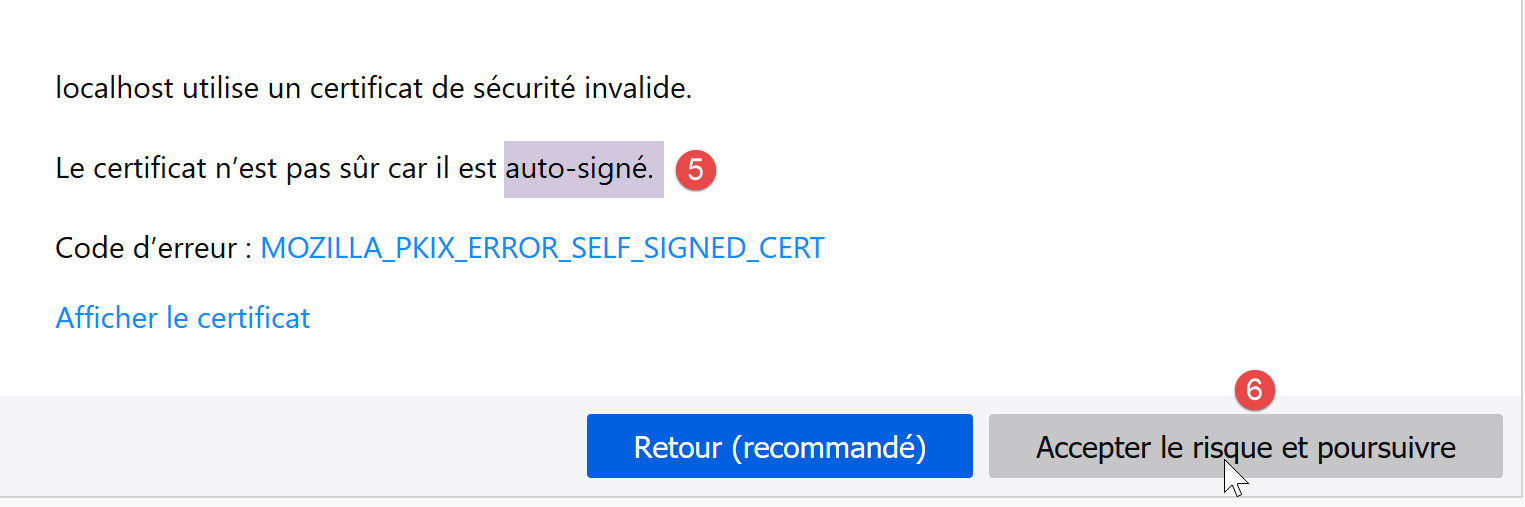 localhost utilise un certificat de sécurité invalide.
Le certificat n’est pas sûr car il est auto-signé. 5
Code d’erreur : MOZILLA_PKIX_ERROR_SELF_SIGNED_CERT
Afficher le certificat
6
Retour (recommandé) Accepter le risque et poursuivre